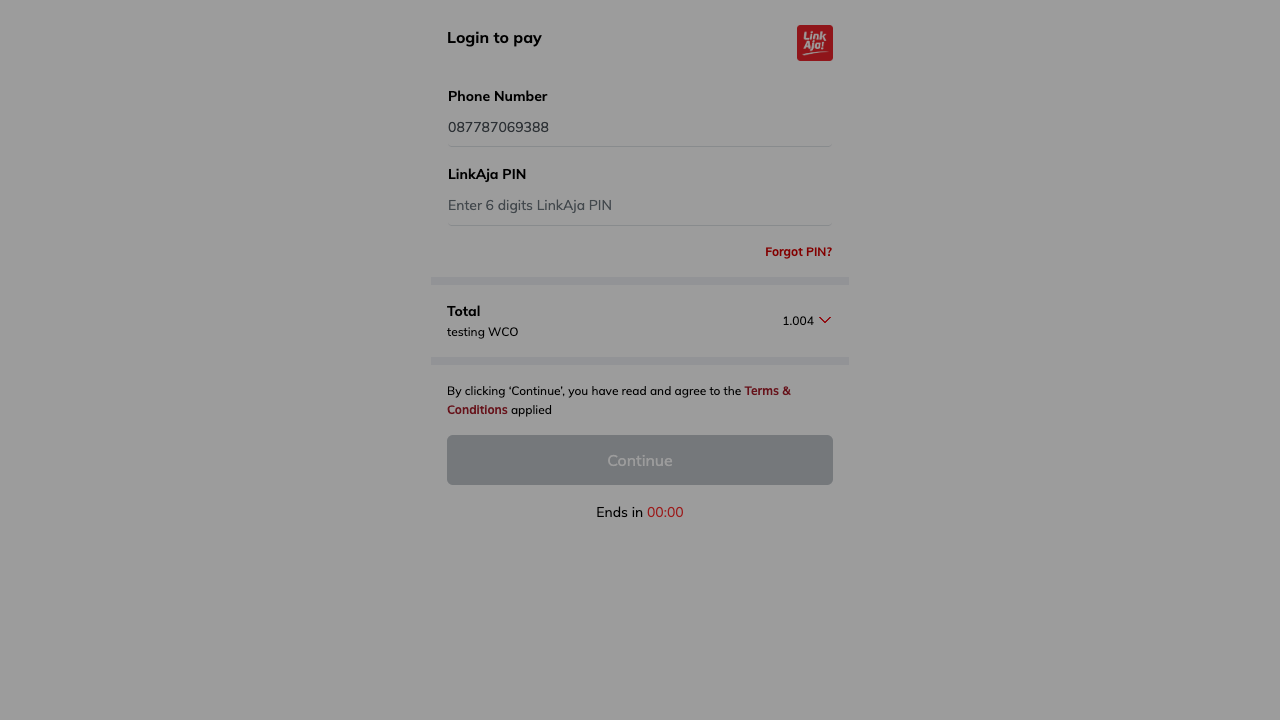 Login to pay
Link
Aja!
Phone Number
087787069388
LinkAja PIN
Enter 6 digits LinkAja PIN
Forgot PIN?
Total
1.004
testing WCO
By clicking ‘Continue’, you have read and agree to the Terms &
Conditions applied
Continue
Ends in 00:00